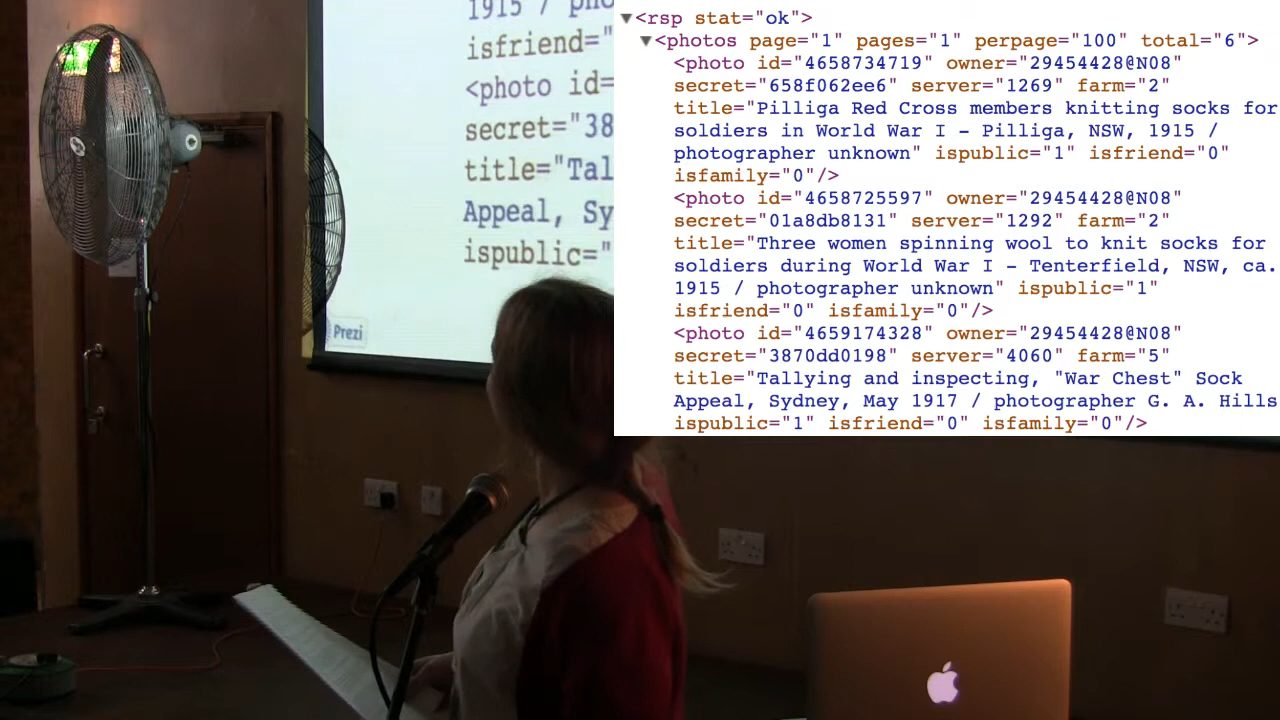 1915 / pho
isfriend="
<photo id=
secret="38
title="Tal
Appeal, Sy
ispublic="
Prezi
▼<rsp stat="ok">
▼<photos page="1" pages="1" perpage="100" total="6">
<photo id="4658734719" owner="29454428@N08"
secret="658f062ee6" server="1269" farm="2"
title="Pilliga Red Cross members knitting socks for
soldiers in World War I - Pilliga, NSW, 1915 /
photographer unknown" ispublic="1" isfriend="0"
isfamily="0"/>
<photo id="4658725597" owner="29454428@N08"
secret="01a8db8131" server="1292" farm="2"
title="Three women spinning wool to knit socks for
soldiers during World War I - Tenterfield, NSW, ca.
1915 / photographer unknown" ispublic="1"
isfriend="0" isfamily="0"/>
<photo id="4659174328" owner="29454428@N08"
secret="3870dd0198" server="4060" farm="5"
title="Tallying and inspecting, "War Chest" Sock
Appeal, Sydney, May 1917 / photographer G. A. Hills
ispublic="1" isfriend="0" isfamily="0"/>